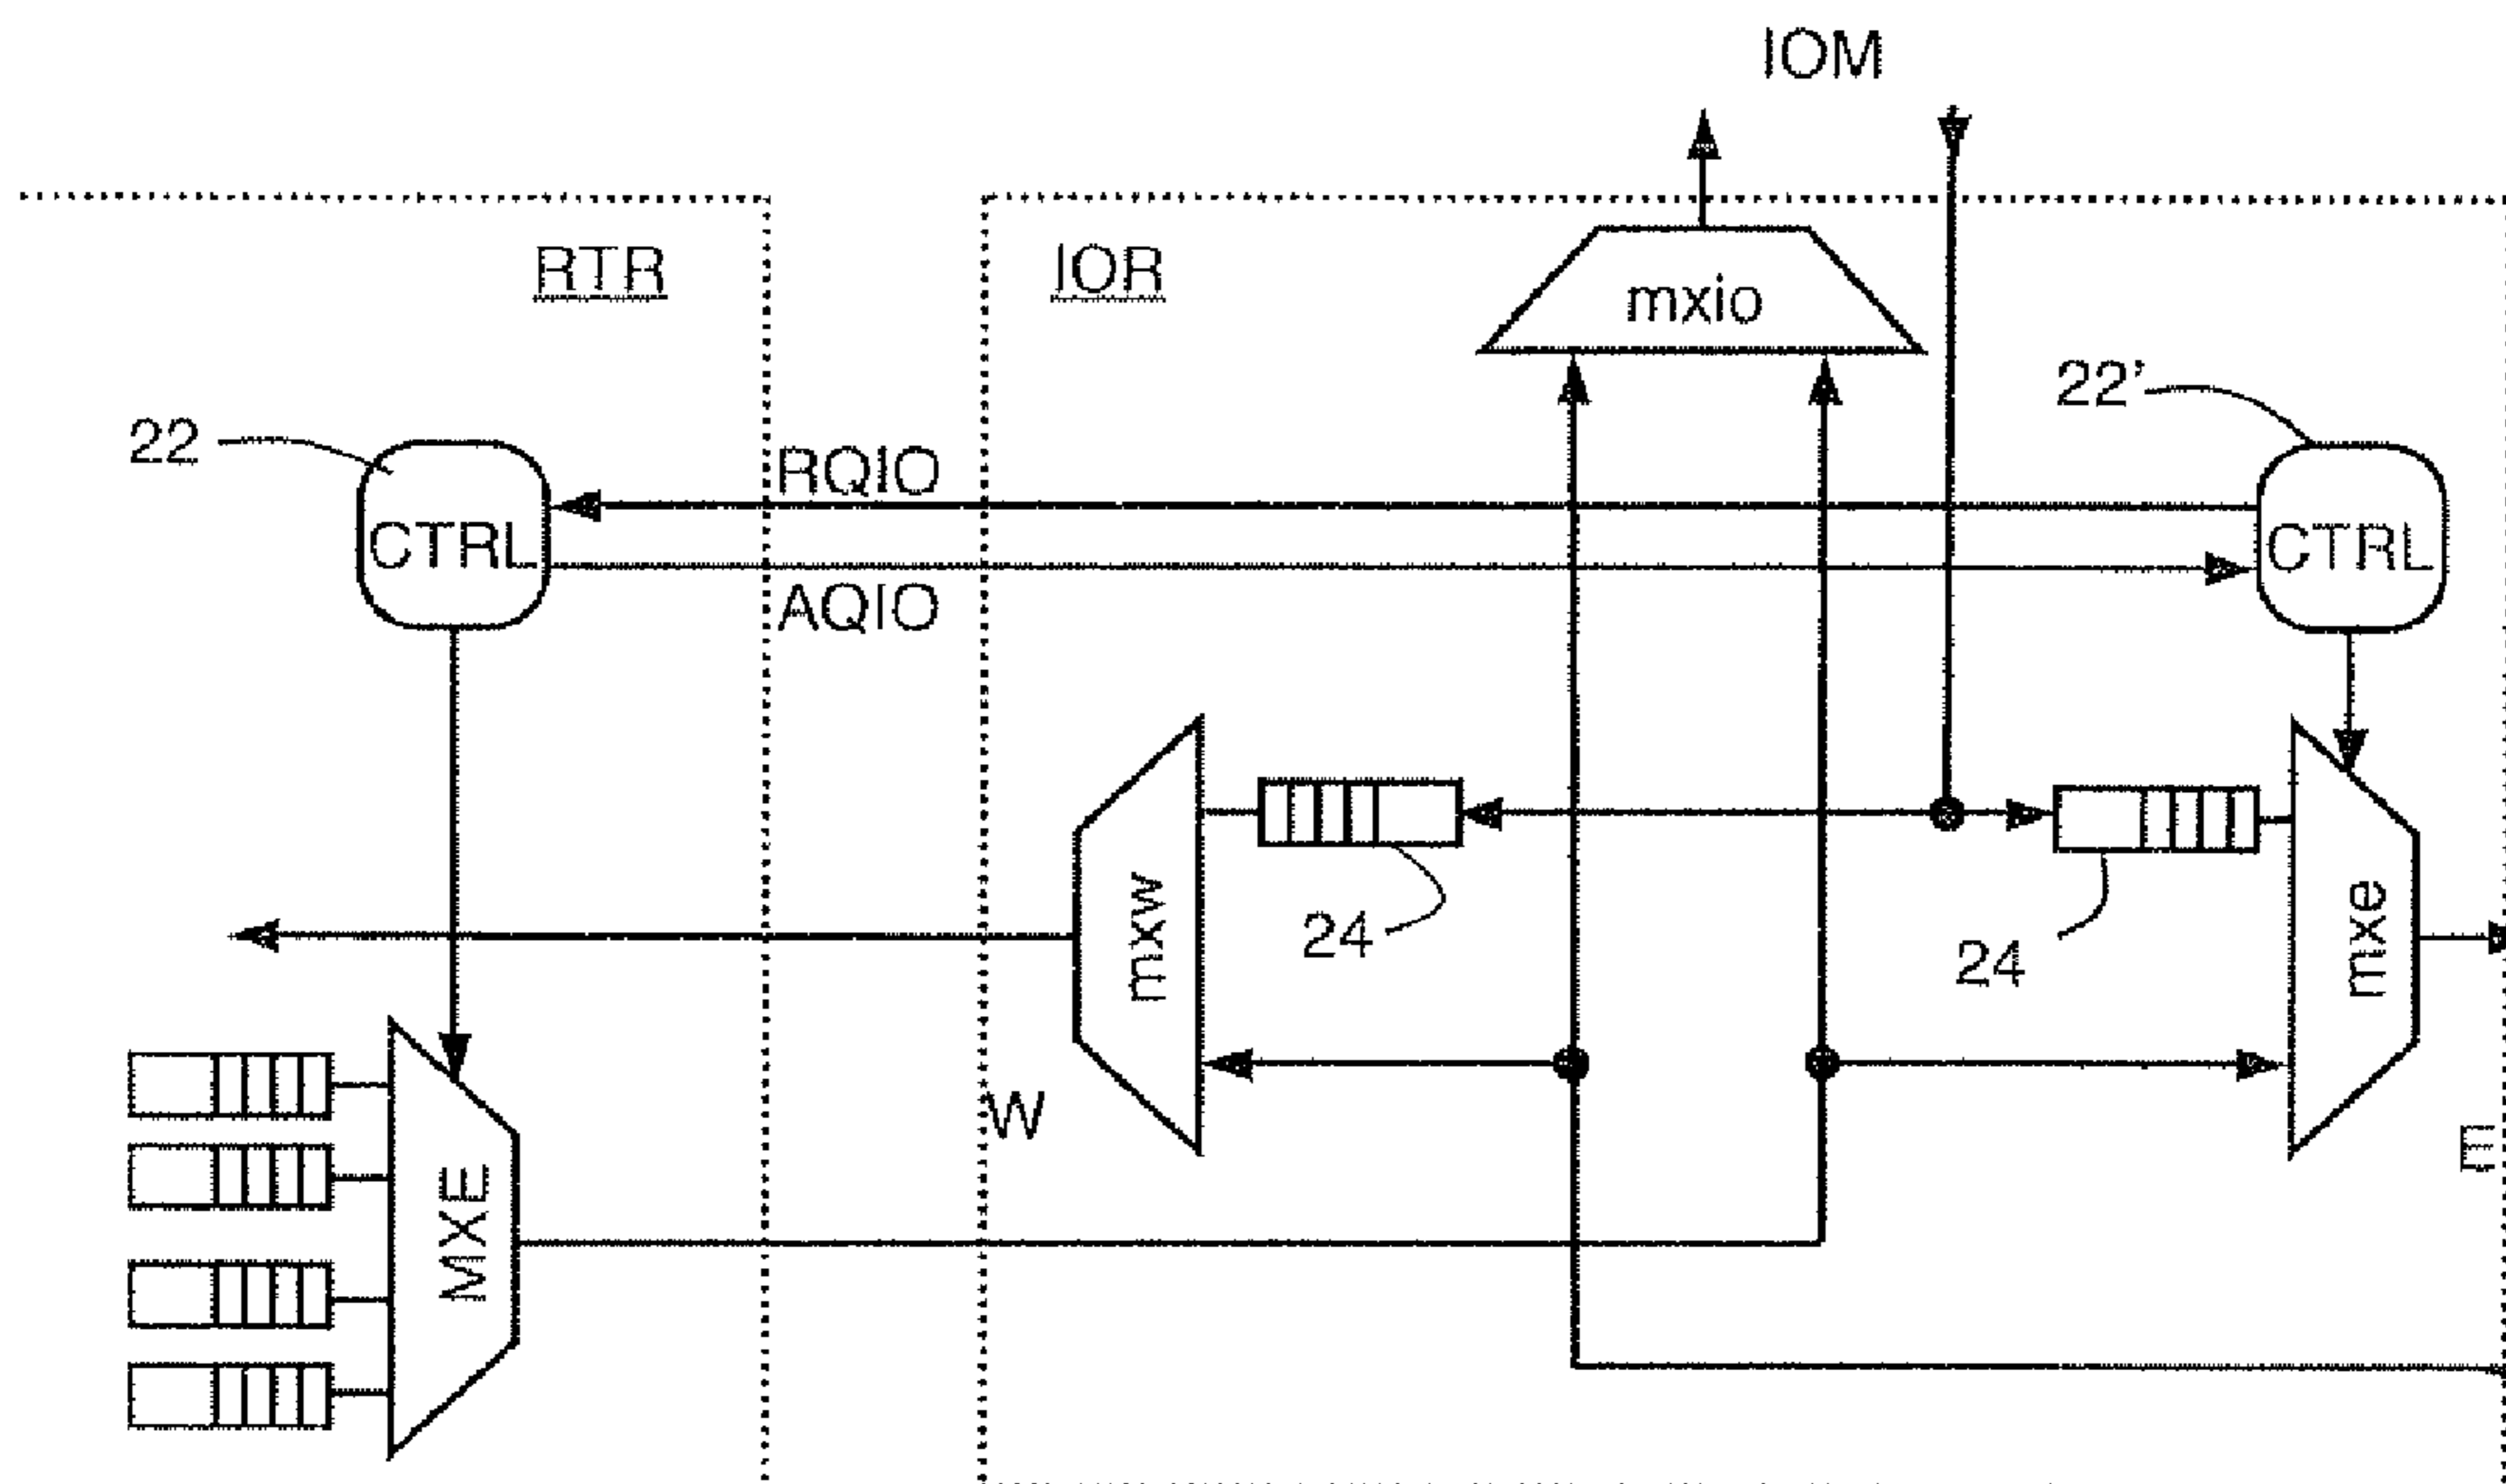 IOM
RTR
IOR
mxio
22
22'
RQIO
CTRL
CTRL
AQIO
mxw
24
24
mxe
W
E
MXE